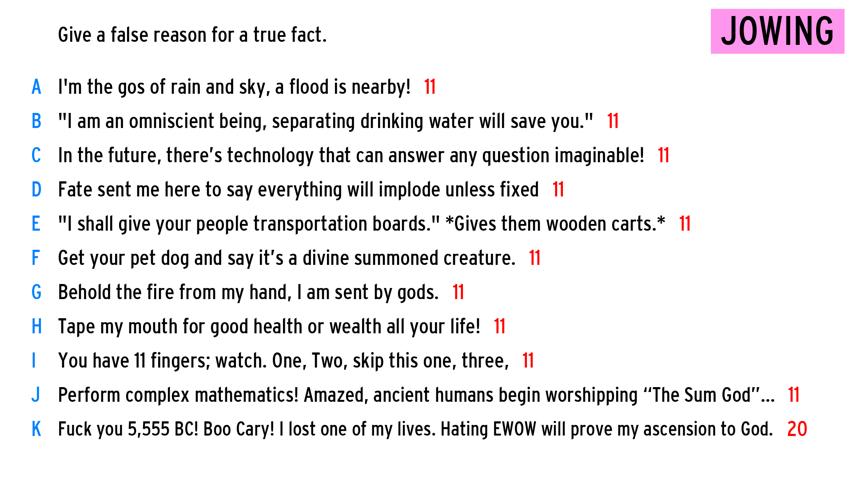 Give a false reason for a true fact.
JOWING
A I'm the gos of rain and sky, a flood is nearby! 11
B "I am an omniscient being, separating drinking water will save you." 11
C In the future, there's technology that can answer any question imaginable! 11
D Fate sent me here to say everything will implode unless fixed 11
E "I shall give your people transportation boards." *Gives them wooden carts.* 11
F Get your pet dog and say it's a divine summoned creature. 11
G Behold the fire from my hand, I am sent by gods. 11
H Tape my mouth for good health or wealth all your life! 11
I You have 11 fingers; watch. One, Two, skip this one, three, 11
J Perform complex mathematics! Amazed, ancient humans begin worshipping “The Sum God”... 11
K Fuck you 5,555 BC! Boo Cary! I lost one of my lives. Hating EWOW will prove my ascension to God. 20